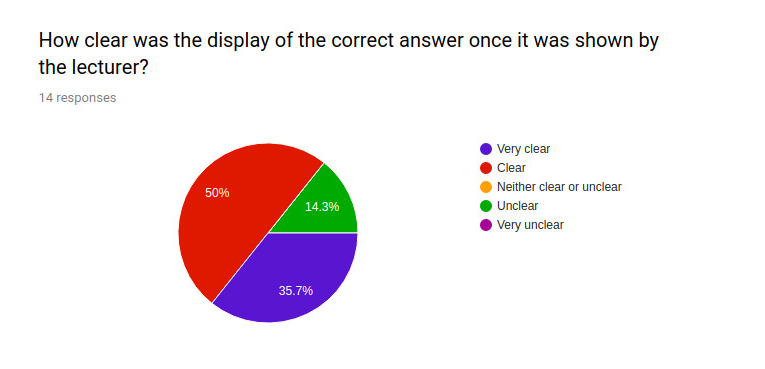 How clear was the display of the correct answer once it was shown by
the lecturer?
14 responses
50%
14.3%
35.7%
Very clear
Clear
Neither clear or unclear
Unclear
Very unclear